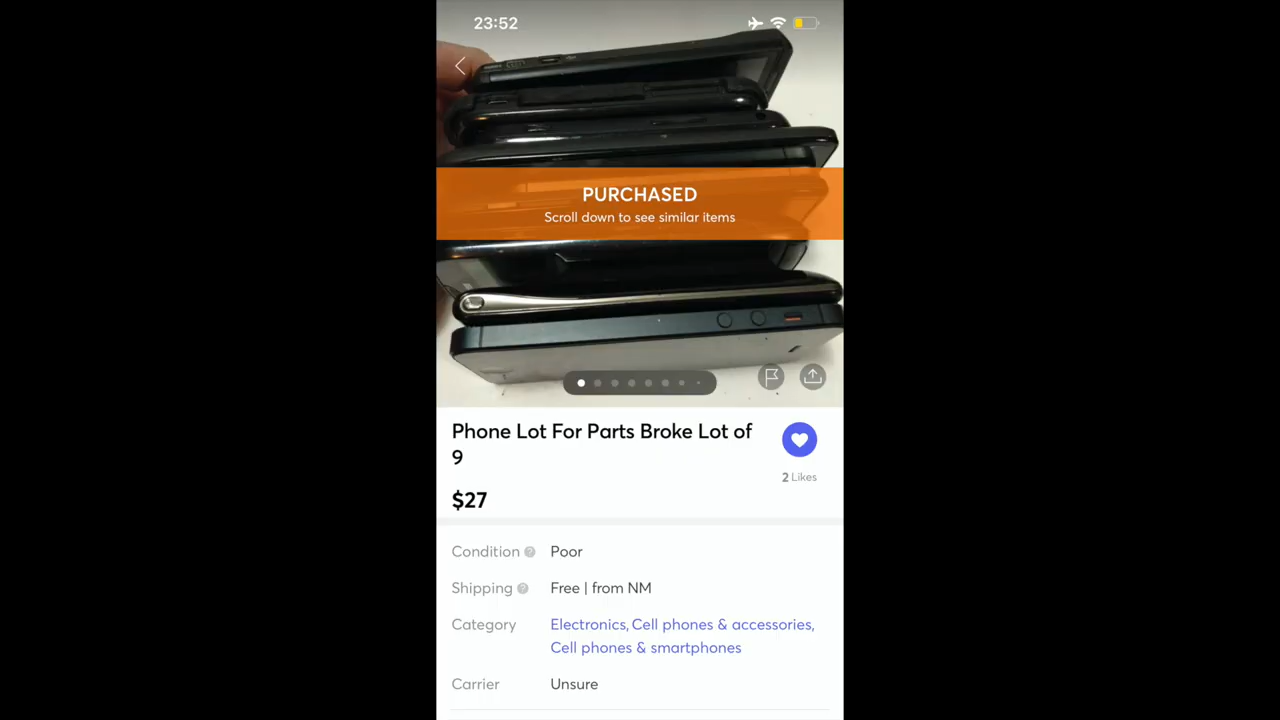 23:52
PURCHASED
Scroll down to see similar items
Phone Lot For Parts Broke Lot of
9
2 Likes
$27
Condition ?
Poor
Shipping ?
Free | from NM
Category
Electronics, Cell phones & accessories,
Cell phones & smartphones
Carrier
Unsure